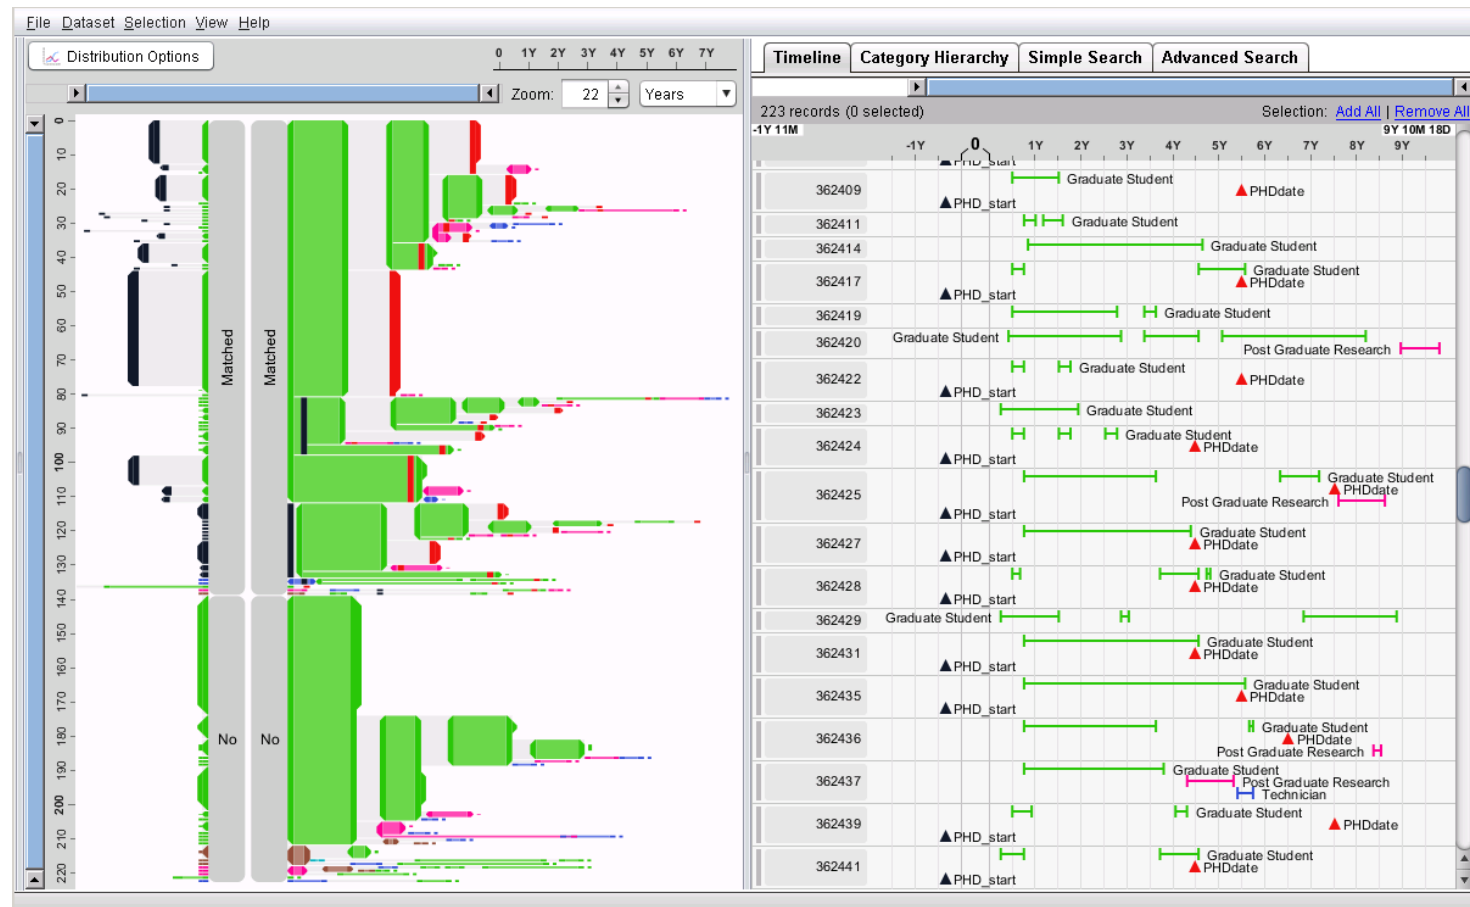 File Dataset Selection View Help
Distribution Options
0 1Y 2Y 3Y 4Y 5Y 6Y 7Y
Zoom: 22 Years
0
10
20
30
40
50
60
70
80
90
100
110
120
130
140
150
160
170
180
190
200
210
220
Matched Matched
No No
Timeline Category Hierarchy Simple Search Advanced Search
223 records (0 selected) Selection: Add All | Remove All
-1Y 11M 9Y 10M 18D
-1Y 0 1Y 2Y 3Y 4Y 5Y 6Y 7Y 8Y 9Y
PHD_start
362409 Graduate Student
PHDdate
PHD_start
362411 Graduate Student
362414 Graduate Student
362417 Graduate Student
PHDdate
PHD_start
362419 Graduate Student
362420 Graduate Student
Post Graduate Research
362422 Graduate Student
PHDdate
PHD_start
362423 Graduate Student
362424 Graduate Student
PHDdate
PHD_start
362425 Graduate Student
PHDdate
Post Graduate Research
PHD_start
362427 Graduate Student
PHDdate
PHD_start
362428 Graduate Student
PHDdate
PHD_start
362429 Graduate Student
362431 Graduate Student
PHDdate
PHD_start
362435 Graduate Student
PHDdate
PHD_start
362436 Graduate Student
PHDdate
Post Graduate Research
362437 Graduate Student
Post Graduate Research
Technician
362439 Graduate Student
PHDdate
PHD_start
362441 Graduate Student
PHDdate
PHD_start